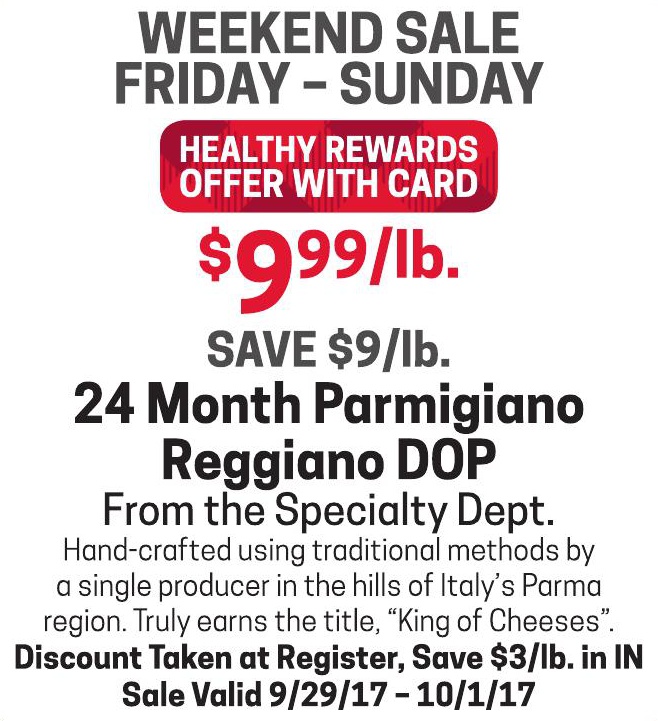 WEEKEND SALE
FRIDAY – SUNDAY
HEALTHY REWARDS
OFFER WITH CARD
$999/lb.
SAVE $9/lb.
24 Month Parmigiano
Reggiano DOP
From the Specialty Dept.
Hand-crafted using traditional methods by
a single producer in the hills of Italy's Parma
region. Truly earns the title, “King of Cheeses”.
Discount Taken at Register, Save $3/lb. in IN
Sale Valid 9/29/17 – 10/1/17